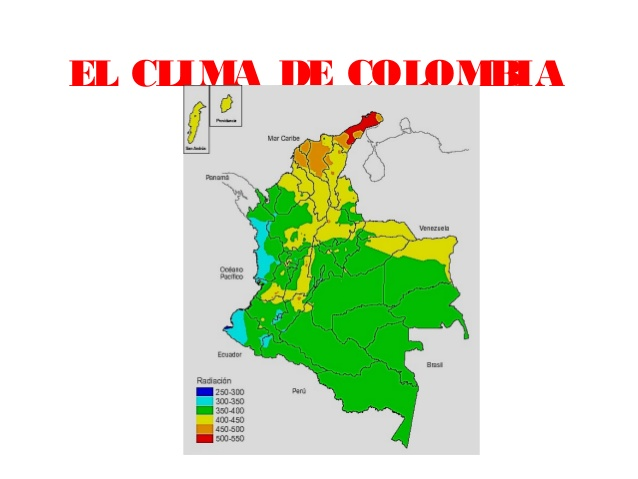 EL CLIMA DE COLOMBIA
Providencia
San Andrés
Mar Caribe
Panamá
Venezuela
Océano
Pacífico
Ecuador
Brasil
Perú
Radiación
250-300
300-350
350-400
400-450
450-500
500-550